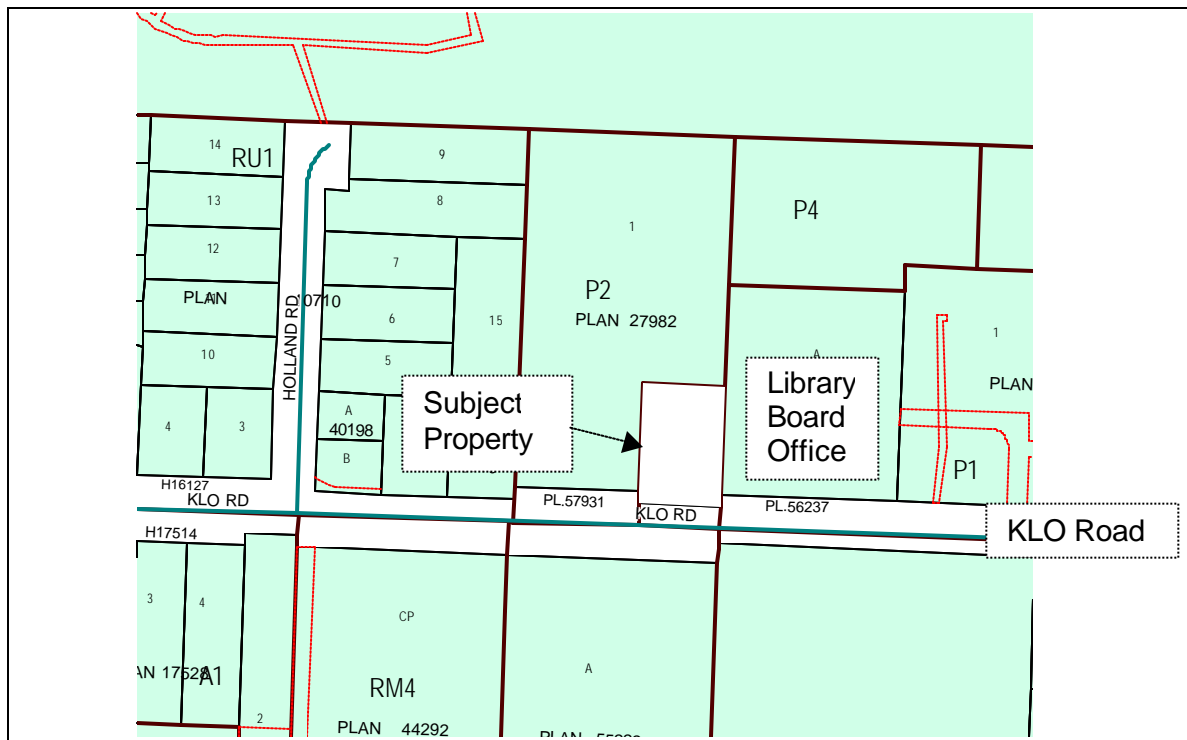 14
RU1
9
13
8
P4
12
1
7
P2
PLAN
10710
HOLLAND RD
6
15
PLAN 27982
1
10
5
A
PLAN
Subject
Property
Library
Board
Office
A
40198
4
3
B
P1
H16127
KLO RD
PL.57931
KLO RD
PL.56237
KLO Road
H17514
3
4
CP
A
AN 17528
A1
RM4
2
PLAN 44292